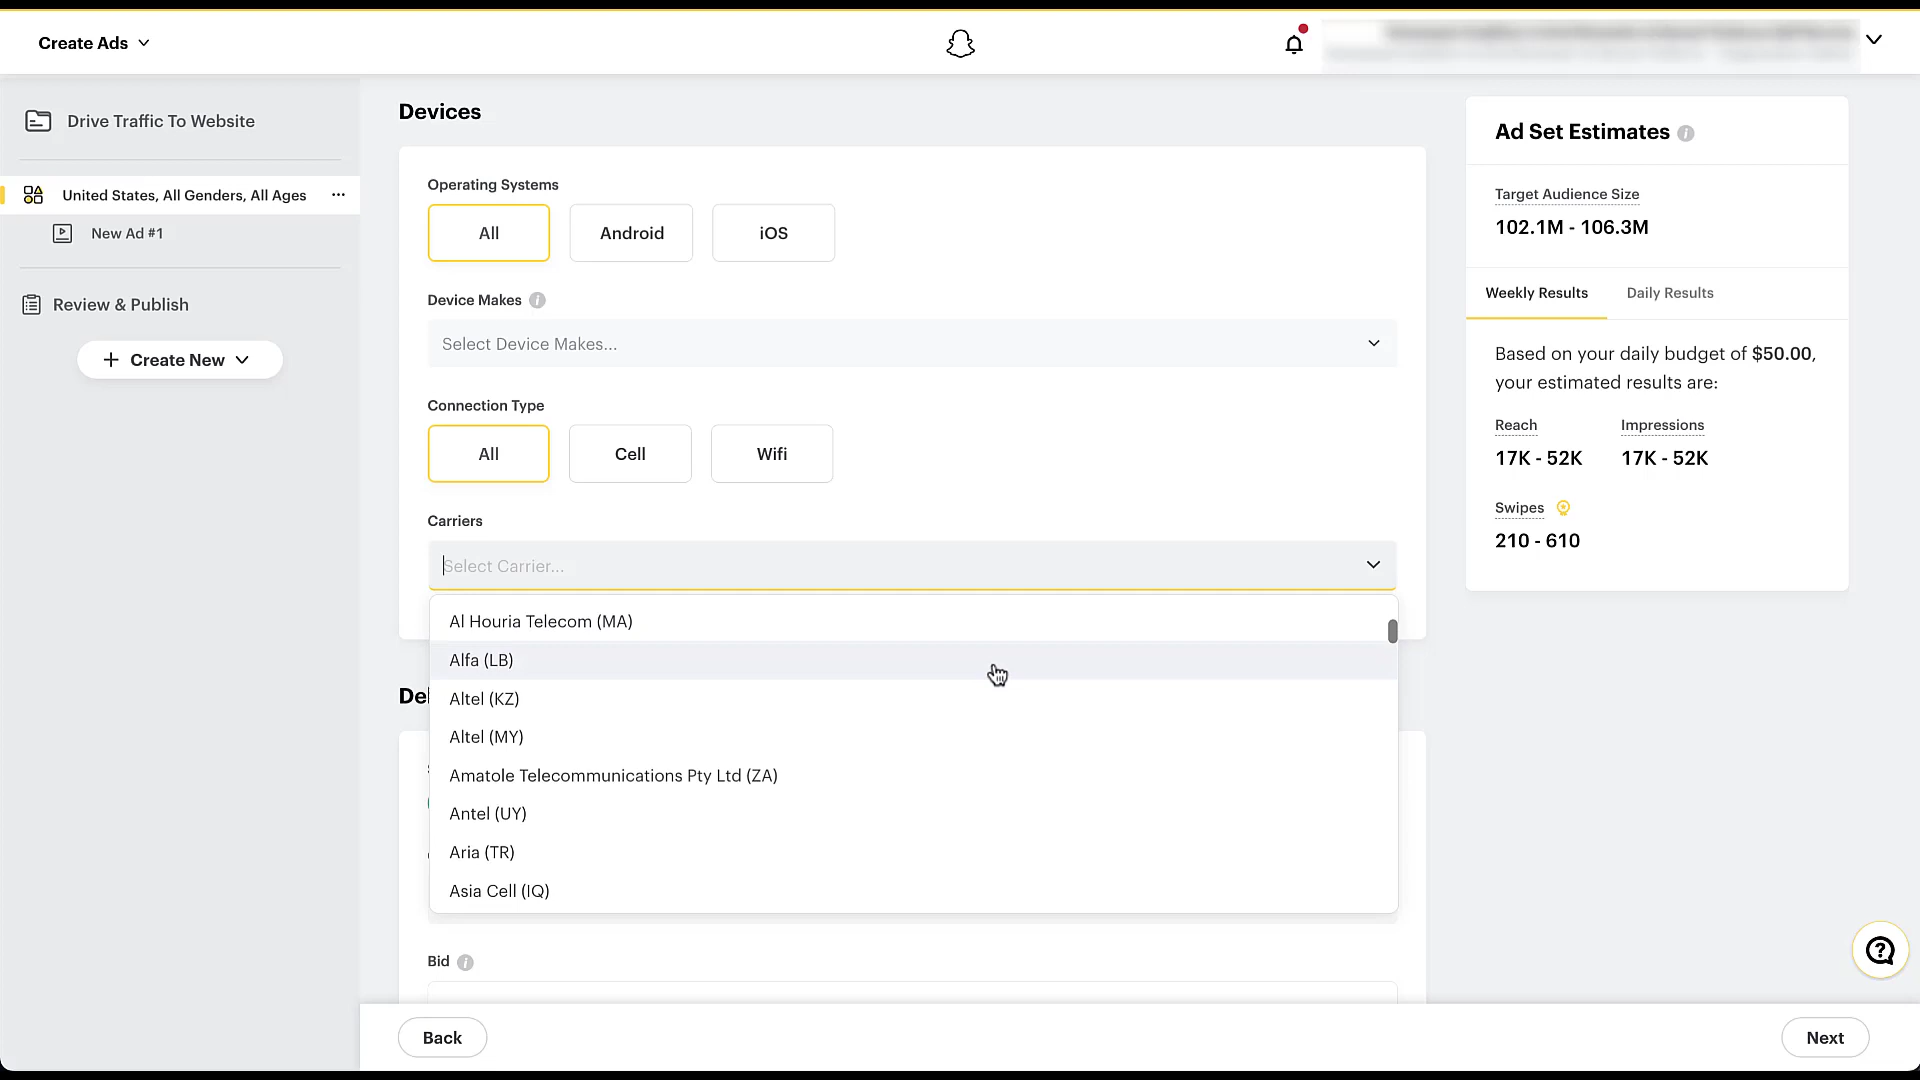 Create Ads
Drive Traffic To Website
United States, All Genders, All Ages
New Ad #1
Review & Publish
+ Create New
Devices
Operating Systems
All
Android
iOS
Device Makes
Select Device Makes...
Connection Type
All
Cell
Wifi
Carriers
Select Carrier...
Al Houria Telecom (MA)
Alfa (LB)
Altel (KZ)
Altel (MY)
Amatole Telecommunications Pty Ltd (ZA)
Antel (UY)
Aria (TR)
Asia Cell (IQ)
Bid
Back
Next
Ad Set Estimates
Target Audience Size
102.1M - 106.3M
Weekly Results
Daily Results
Based on your daily budget of $50.00,
your estimated results are:
Reach
Impressions
17K - 52K
17K - 52K
Swipes
210 - 610